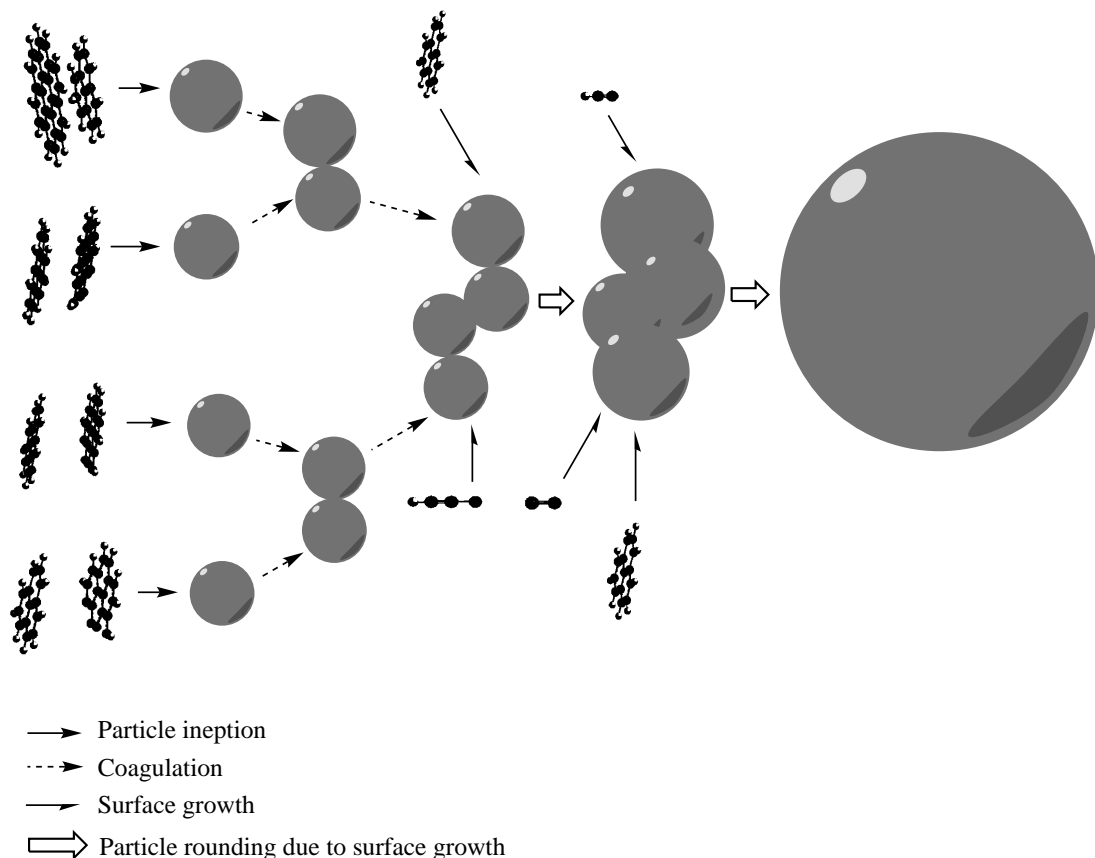 Particle ineption
Coagulation
Surface growth
Particle rounding due to surface growth